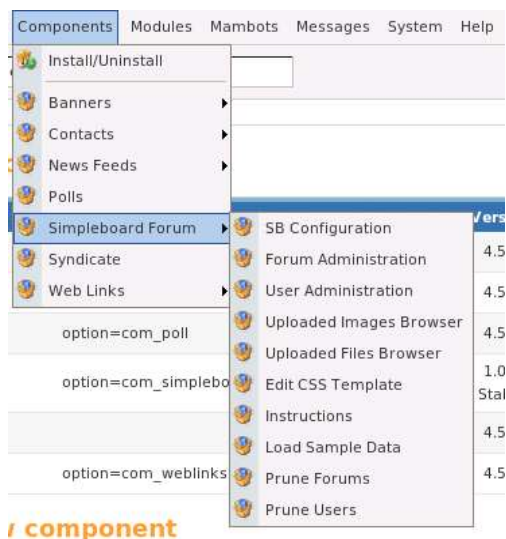 Components Modules Mambots Messages System Help
Install/Uninstall
Banners
Contacts
News Feeds
Polls
Simpleboard Forum
Syndicate
Web Links
SB Configuration
Forum Administration
User Administration
Uploaded Images Browser
Uploaded Files Browser
Edit CSS Template
Instructions
Load Sample Data
Prune Forums
Prune Users
Vers
4.5
4.5
option=com_poll 4.5
option=com_simplebo 1.0
Stal
4.5
option=com_weblinks 4.5
component